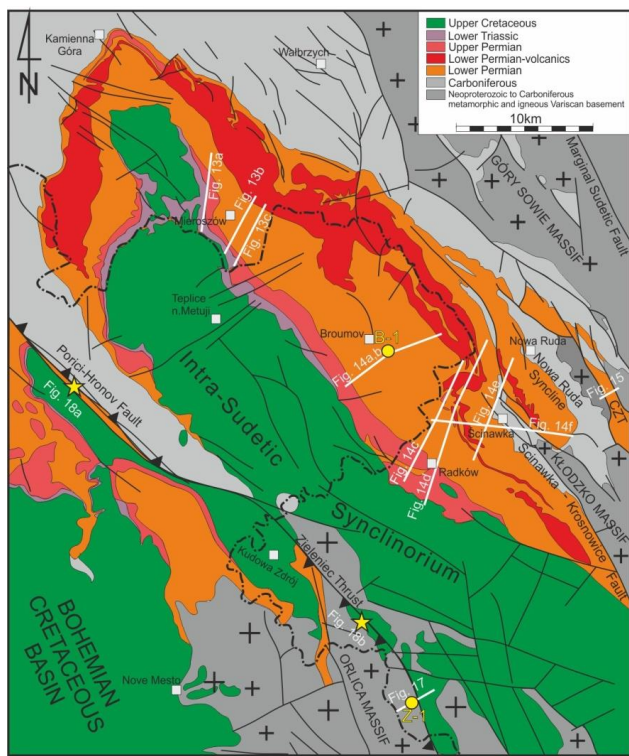 Kamienna
Góra
Wałbrzych
N
Upper Cretaceous
Lower Triassic
Upper Permian
Lower Permian-volcanics
Lower Permian
Carboniferous
Neoproterozoic to Carboniferous
metamorphic and igneous Variscan basement
10km
Marginal Sudetic Fault
GÓRY SOWIE MASSIF
Fig. 13a
Fig. 13b
Fig. 13c
Mieroszów
Teplice
n.Metuji
Broumov
B-1
Fig. 14a,b
Nowa Ruda
Nowa Ruda
Syncline
Fig. 15
CZT
Porici-Hronov Fault
Fig. 18a
Intra-Sudetic
Synclinorium
Fig. 14e
Fig. 14f
Ścinawka
Fig. 14c
Fig. 14d
Radków
KŁODZKO MASSIF
Ścinawka - Krosnowice
Fault
Kudowa Zdrój
Zieleniec Thrust
Fig. 18b
BOHEMIAN
CRETACEOUS
BASIN
Nove Mesto
ORLICA MASSIF
Fig. 17
Z-1